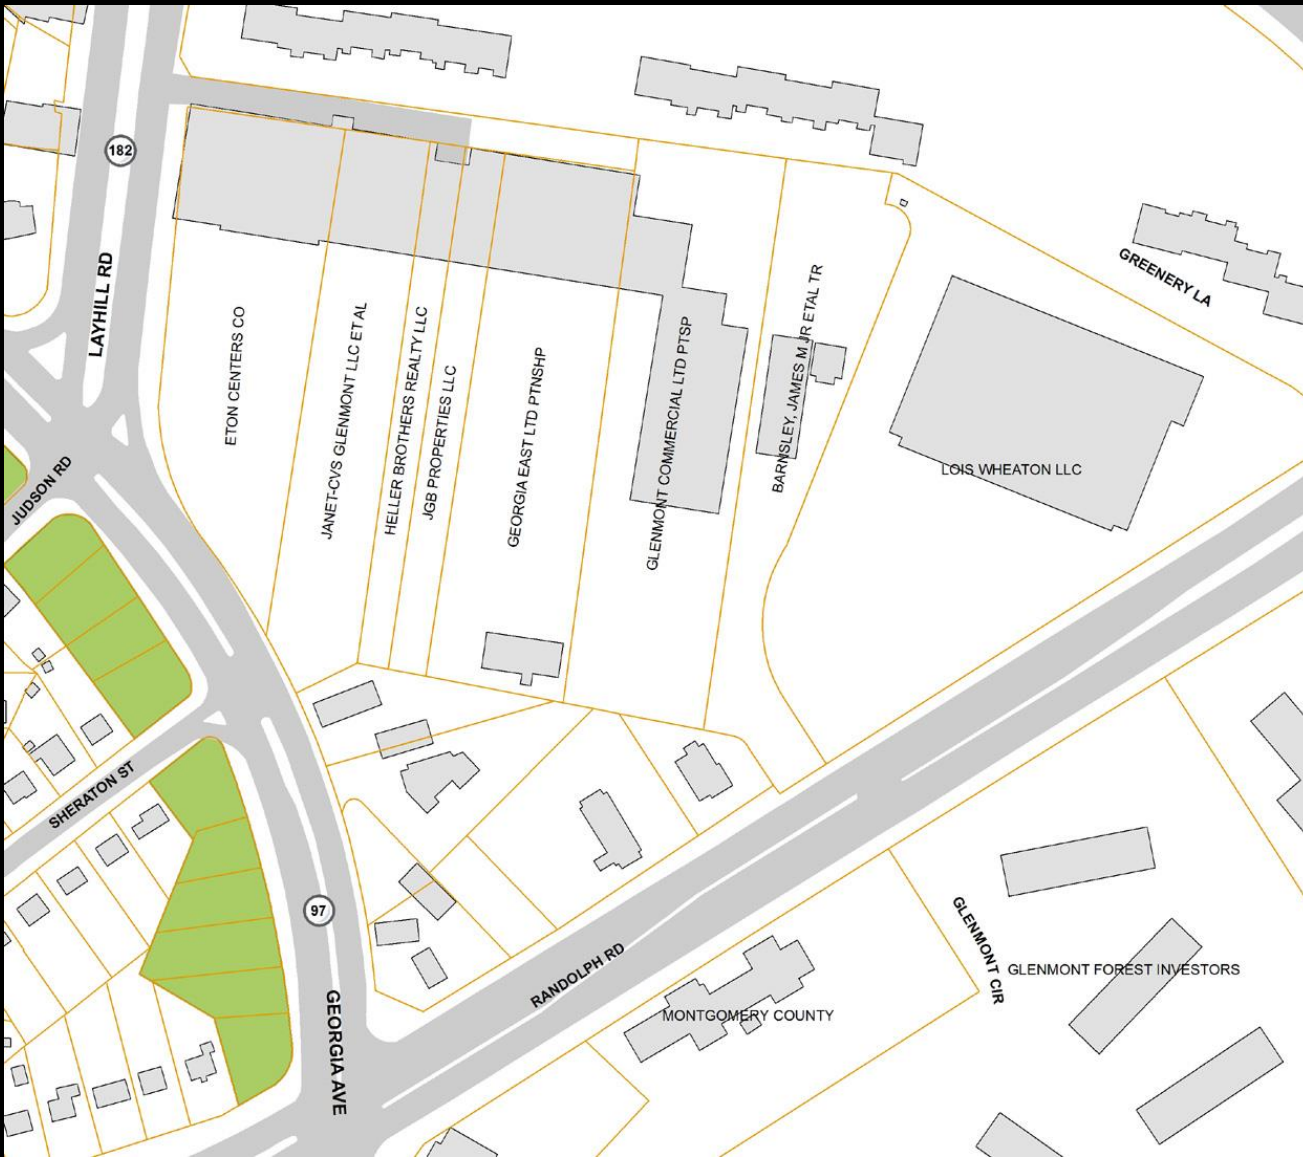 182
LAYHILL RD
GREENERY LA
ETON CENTERS CO
JANET-CVS GLENMONT LLC ET AL
HELLER BROTHERS REALTY LLC
JGB PROPERTIES LLC
GEORGIA EAST LTD PTNSHP
GLENMONT COMMERCIAL LTD PTSP
BARNSLEY, JAMES M JR ETAL TR
LOIS WHEATON LLC
JUDSON RD
SHERATON ST
97
GEORGIA AVE
RANDOLPH RD
GLENMONT CIR
GLENMONT FOREST INVESTORS
MONTGOMERY COUNTY